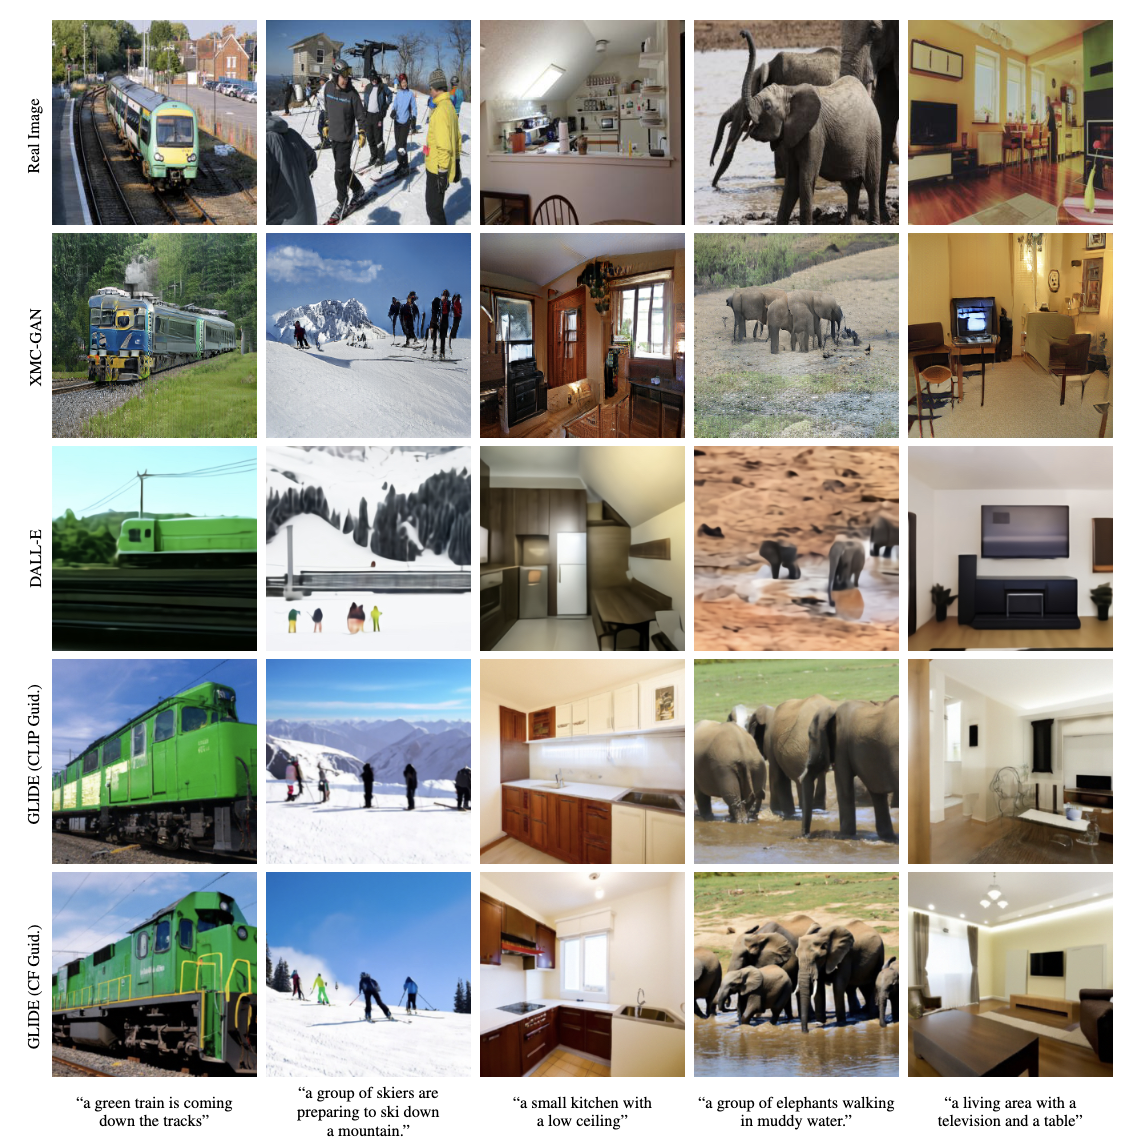 Real Image
XMC-GAN
DALL-E
GLIDE (CLIP Guid.)
GLIDE (CF Guid.)
“a green train is coming
down the tracks”
“a group of skiers are
preparing to ski down
a mountain.”
“a small kitchen with
a low ceiling”
“a group of elephants walking
in muddy water.”
“a living area with a
television and a table”